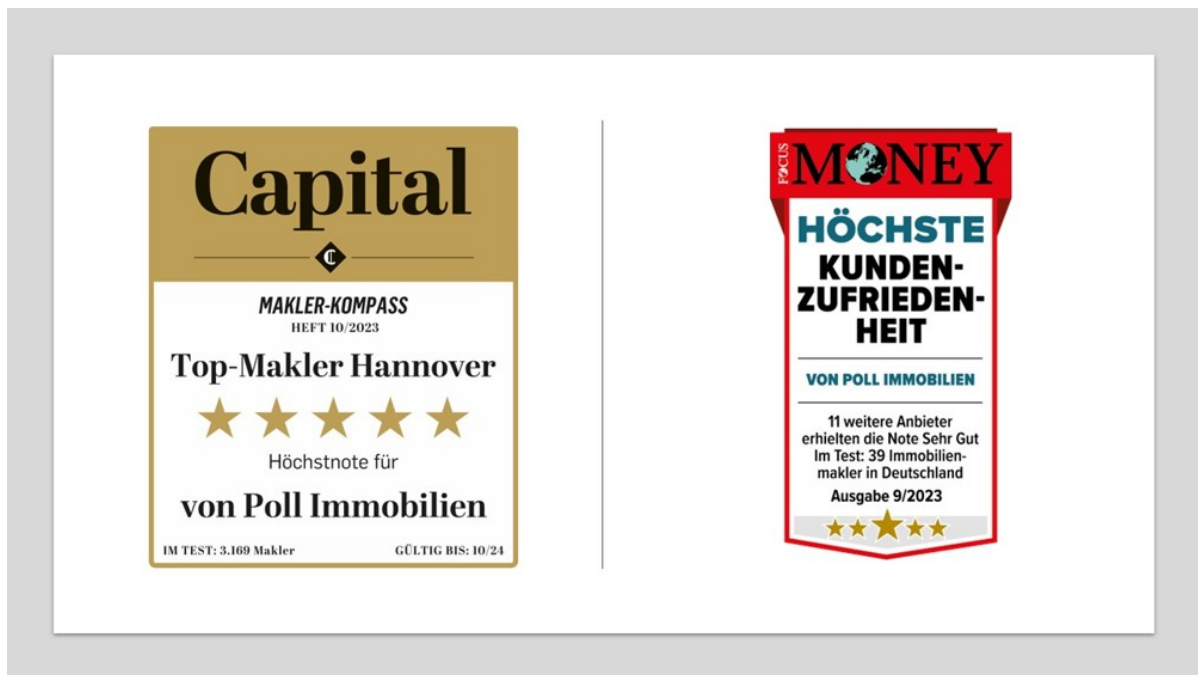 Capital
C
MAKLER-KOMPASS
HEFT 10/2023
Top-Makler Hannover
Höchstnote für
von Poll Immobilien
IM TEST: 3.169 Makler GÜLTIG BIS: 10/24
FOCUS MONEY
HÖCHSTE
KUNDEN-
ZUFRIEDEN-
HEIT
VON POLL IMMOBILIEN
11 weitere Anbieter
erhielten die Note Sehr Gut
Im Test: 39 Immobilien-
makler in Deutschland
Ausgabe 9/2023